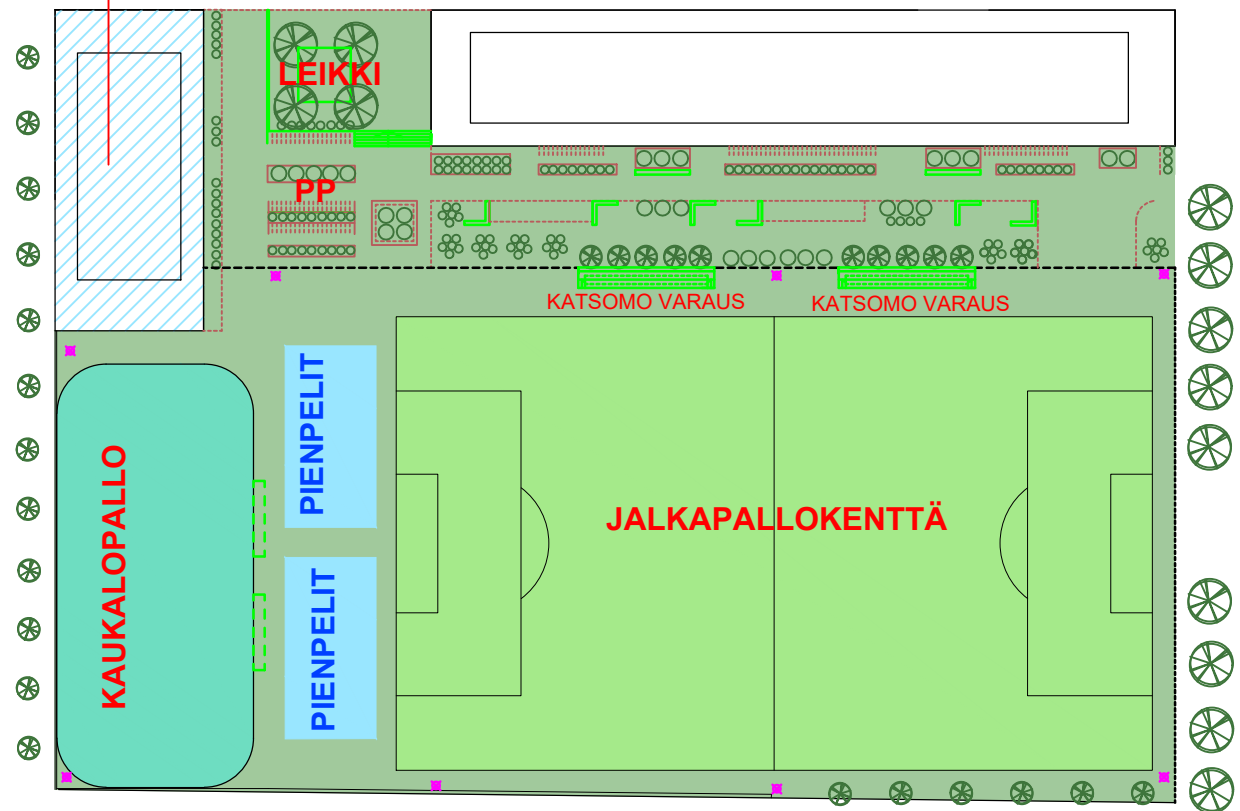 LEIKKI
PP
KATSOMO VARAUS
KATSOMO VARAUS
PIENPELIT
KAUKALOPALLO
JALKAPALLOKENTTÄ
PIENPELIT